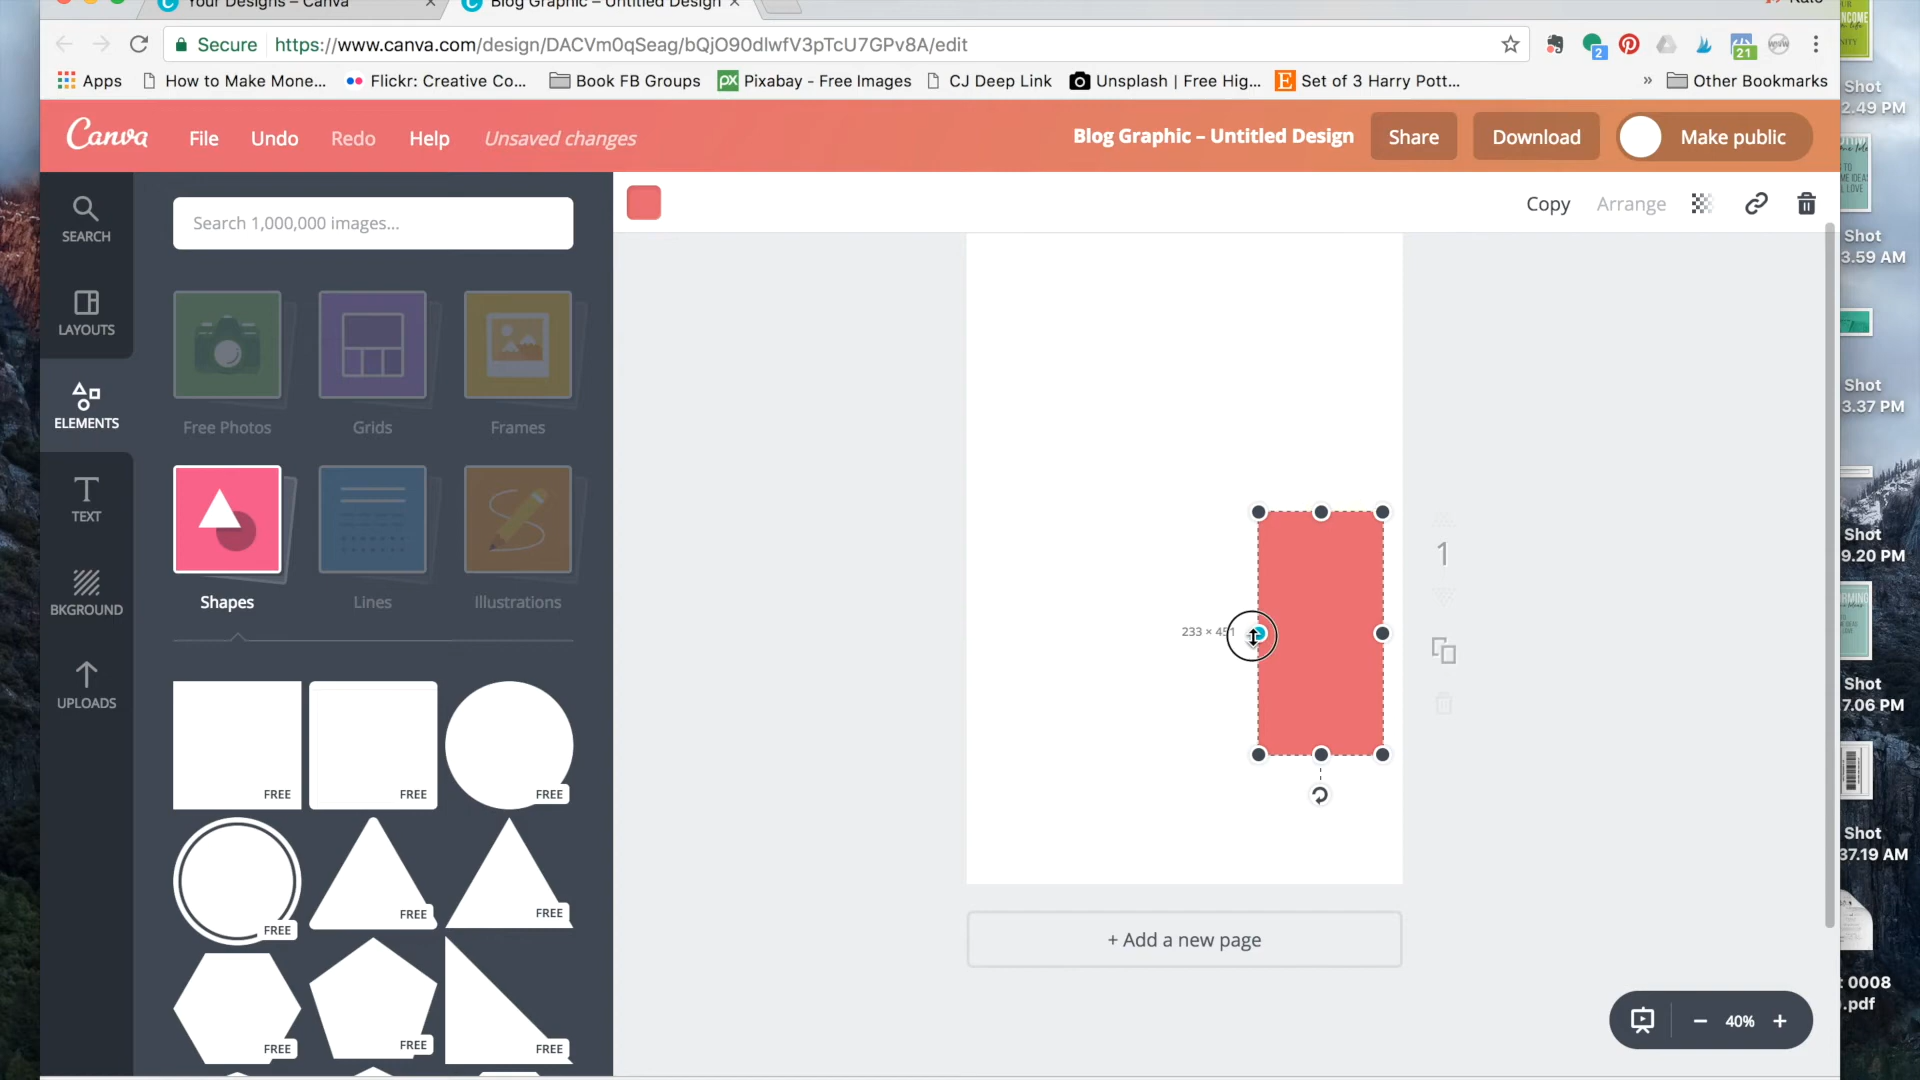 Your Designs – Canva
Blog Graphic – Untitled Design
Secure https://www.canva.com/design/DACVm0qSeag/bQjO90dlwfV3pTcU7GPv8A/edit
2
21
Apps
How to Make Mone...
Flickr: Creative Co...
Book FB Groups
Pixabay - Free Images
CJ Deep Link
Unsplash | Free Hig...
Set of 3 Harry Pott...
»
Other Bookmarks
Canva
File
Undo
Redo
Help
Unsaved changes
Blog Graphic – Untitled Design
Share
Download
Make public
SEARCH
LAYOUTS
ELEMENTS
TEXT
BKGROUND
UPLOADS
Search 1,000,000 images...
Free Photos
Grids
Frames
Shapes
Lines
Illustrations
FREE
FREE
FREE
FREE
FREE
FREE
FREE
FREE
FREE
Copy
Arrange
233 × 451
1
+ Add a new page
40%
Shot
2.49 PM
Shot
3.59 AM
Shot
3.37 PM
Shot
9.20 PM
Shot
7.06 PM
Shot
37.19 AM
0008
.pdf